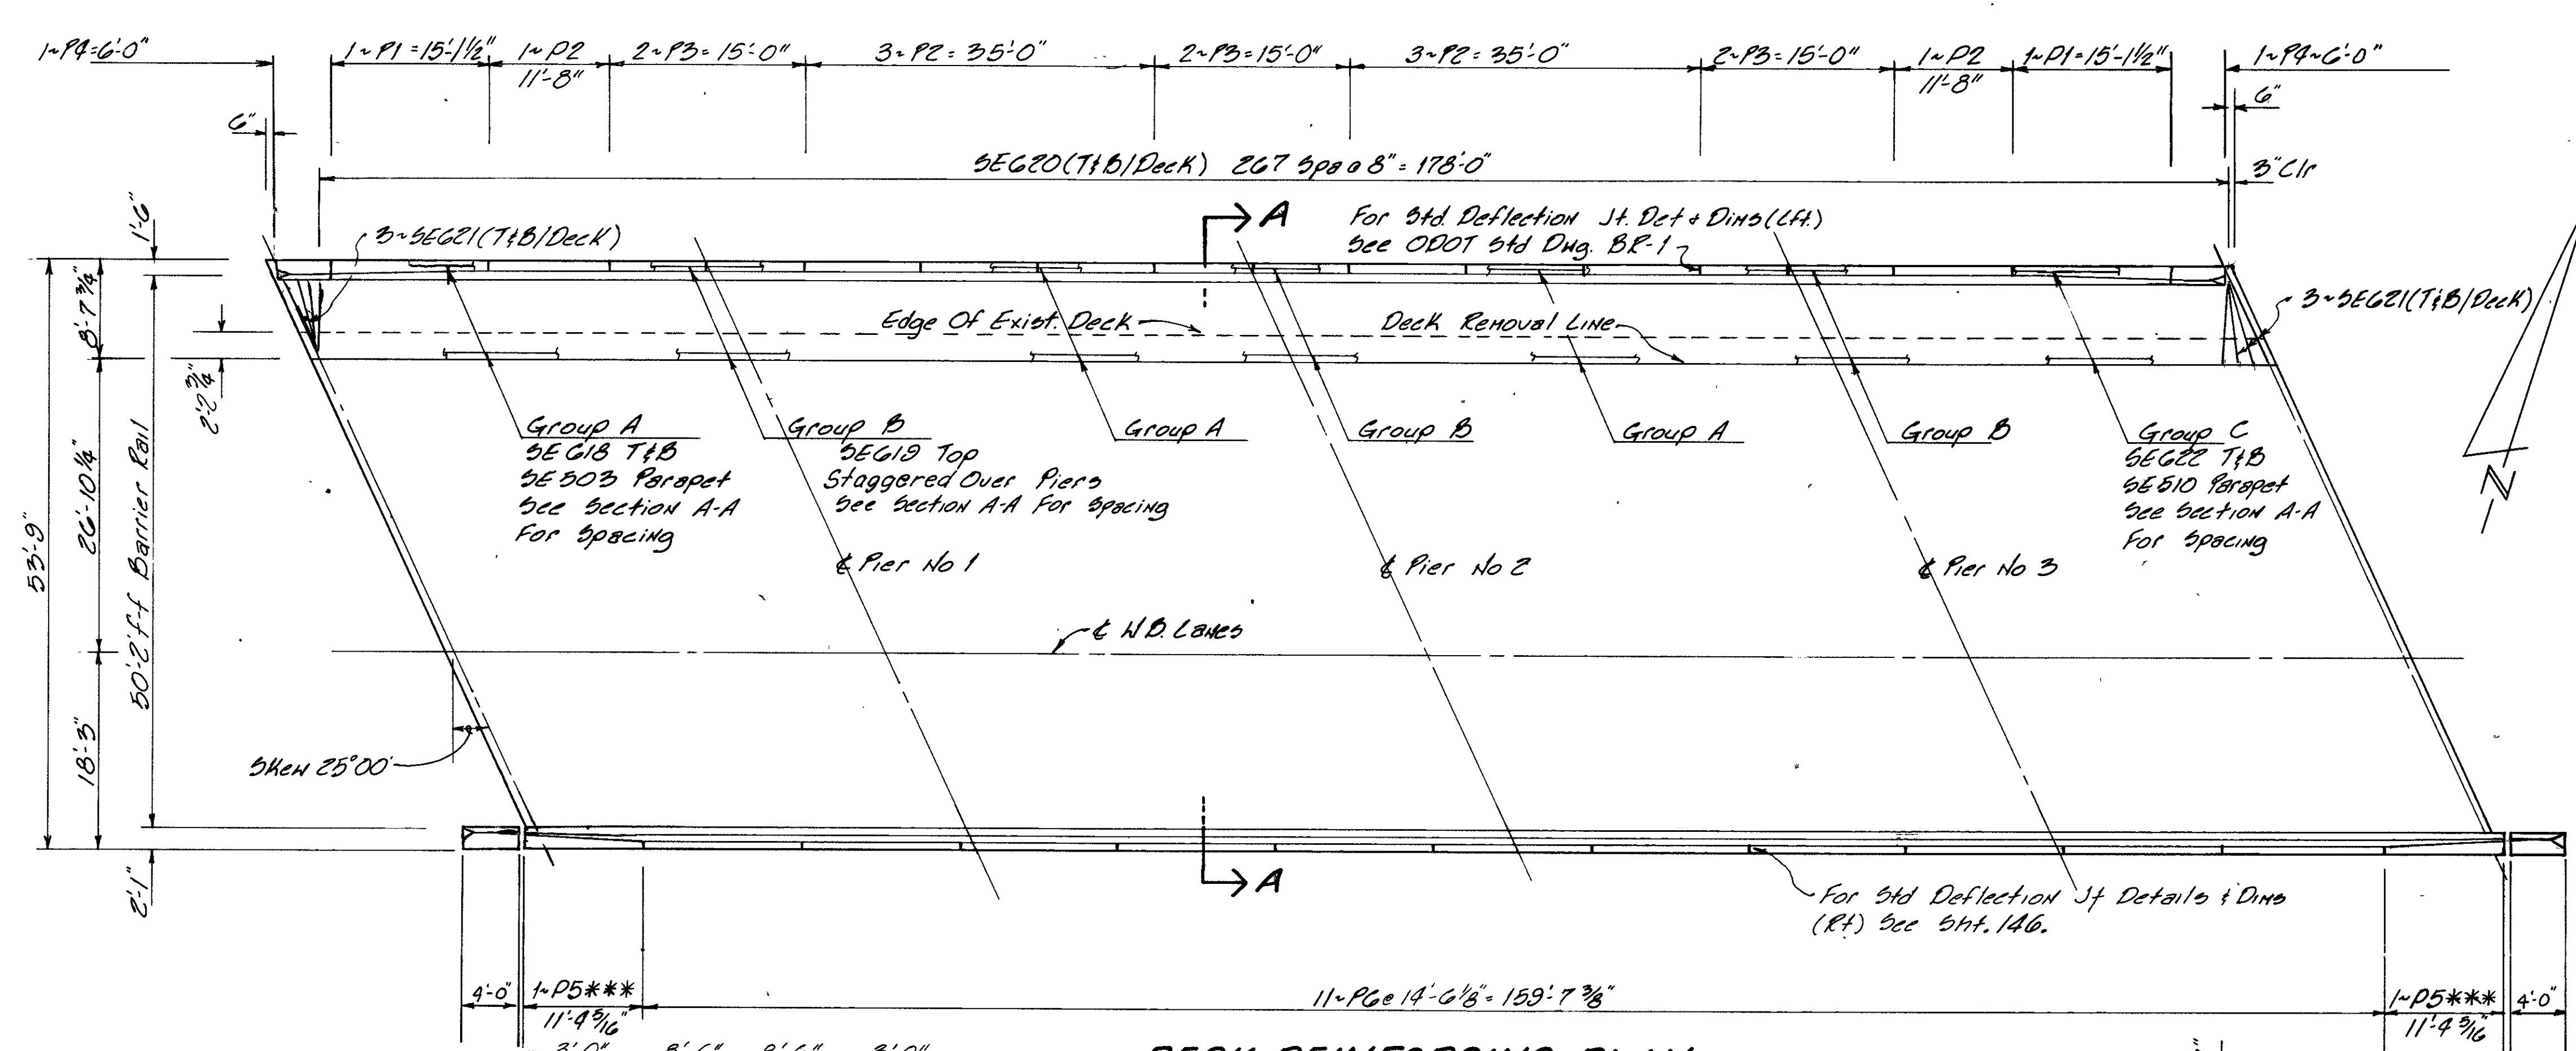 1~P4=6'-0"
1~P1=15'-1½"
1~P2
11'-8"
2~P3=15'-0"
3~P2=35'-0"
2~P3=15'-0"
3~P2=35'-0"
2~P3=15'-0"
1~P2
11'-8"
1~P1=15'-1½"
1~P4~6'-0"
6"
6"
SE620(T&B/Deck) 267 Spa @ 8" = 178'-0"
3" Clr
1'-6"
3~SE621(T&B/Deck)
A
For Std. Deflection Jt. Det & Dims (Lft.)
See ODOT Std Dwg. BR-1
8'-7¾"
3~SE621(T&B/Deck)
Edge Of Exist. Deck
Deck Removal Line
2'-2¾"
Group A
SE618 T&B
SE503 Parapet
See Section A-A
For Spacing
Group B
SE619 Top
Staggered Over Piers
See Section A-A For Spacing
Group A
Group B
Group A
Group B
Group C
SE622 T&B
SE510 Parapet
See Section A-A
For Spacing
N
53'-9"
26'-10¼"
50'-2" f-f Barrier Rail
℄ Pier No 1
℄ Pier No 2
℄ Pier No 3
℄ W.B. Lanes
18'-3"
Skew 25°00'
A
2'-1"
For Std Deflection Jt Details & Dims
(Rt) See Sht. 146.
4'-0"
1~P5***
11'-4 5/16"
11~P6@14'-6⅛"=159'-7⅜"
1~P5***
11'-4 5/16"
4'-0"
DECK REINFORCING PLAN